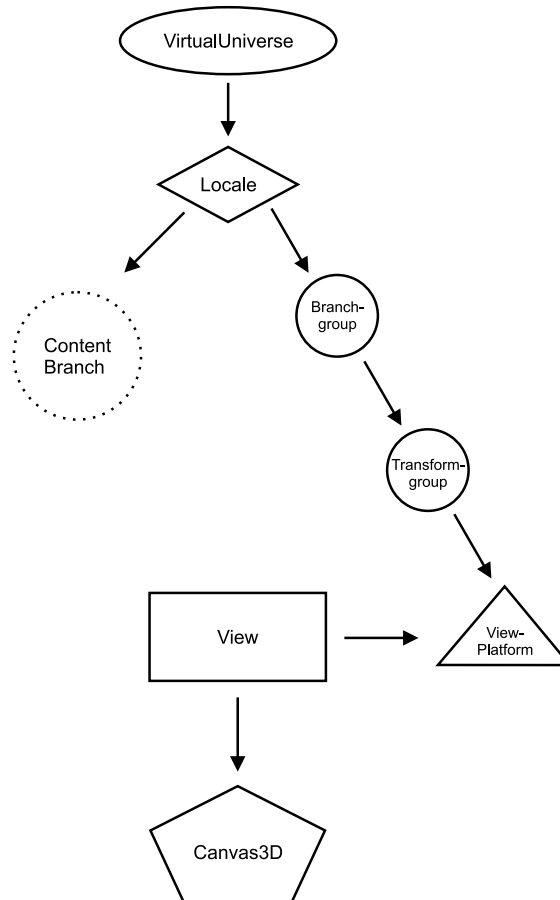 VirtualUniverse
Locale
Branch-
group
Content
Branch
Transform-
group
View
View-
Platform
Canvas3D